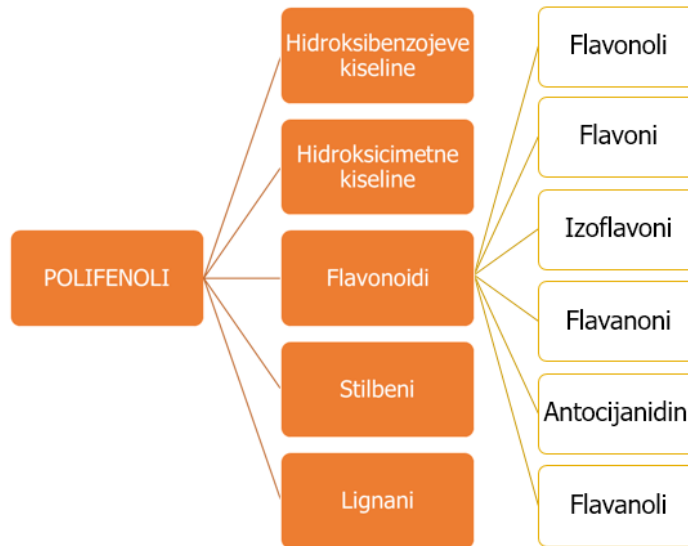 POLIFENOLI
Hidroksibenzojeve
kiseline
Hidroksicimetne
kiseline
Flavonoidi
Stilbeni
Lignani
Flavonoli
Flavoni
Izoflavoni
Flavanoni
Antocijanidin
Flavanoli